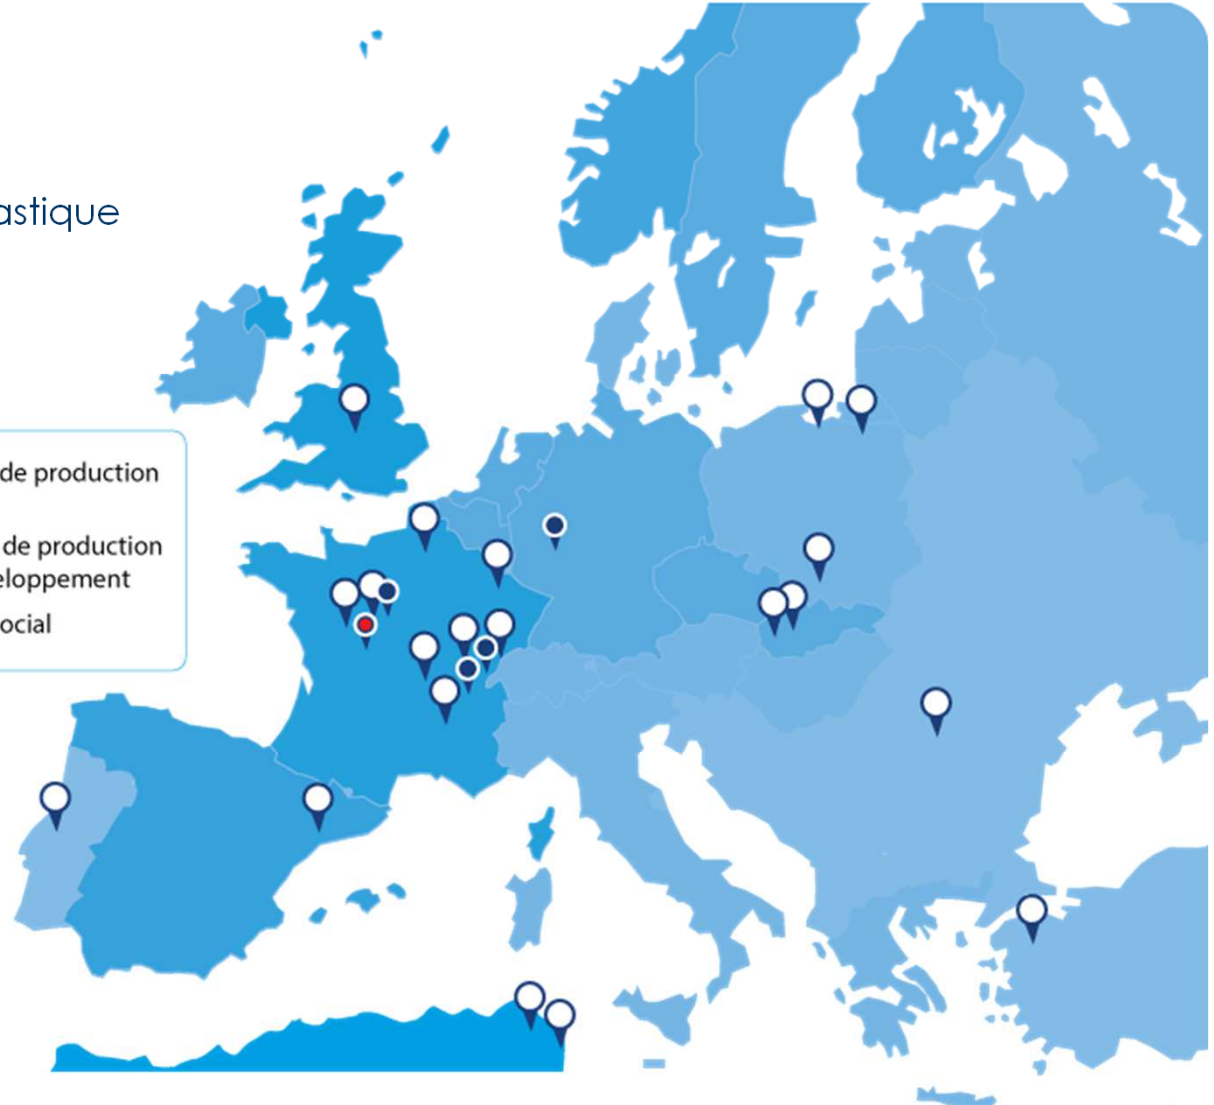 astique
de production
de production
eloppement
ocial